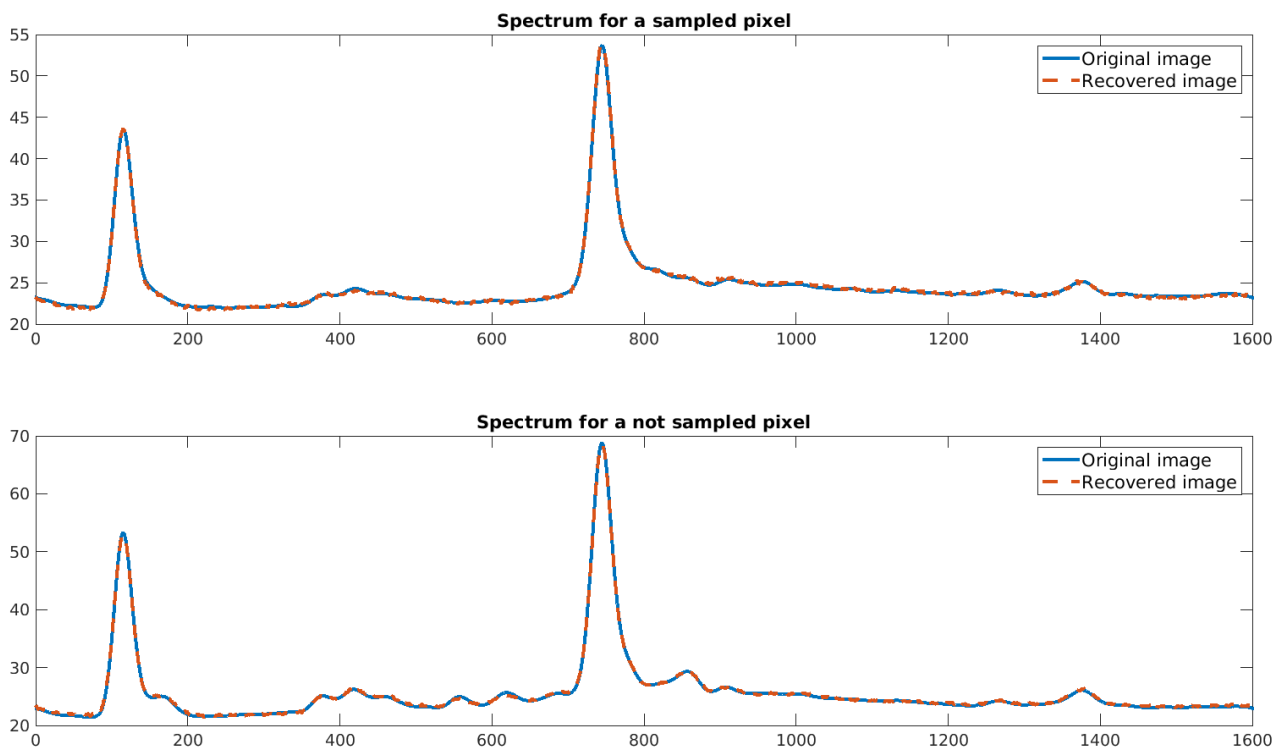 Spectrum for a sampled pixel
55
50
45
40
35
30
25
20
Original image
Recovered image
0 200 400 600 800 1000 1200 1400 1600
Spectrum for a not sampled pixel
70
60
50
40
30
20
Original image
Recovered image
0 200 400 600 800 1000 1200 1400 1600